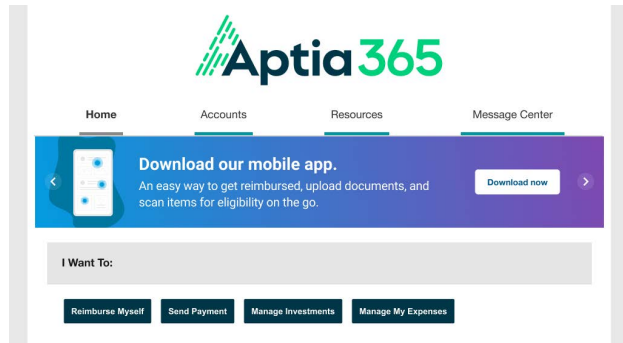 Aptia 365
Home Accounts Resources Message Center
Download our mobile app.
An easy way to get reimbursed, upload documents, and
scan items for eligibility on the go.
Download now
I Want To:
Reimburse Myself Send Payment Manage Investments Manage My Expenses